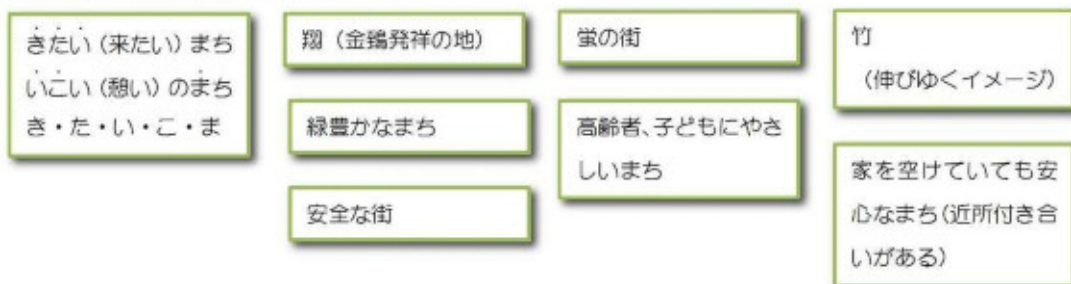 きたい（来たい）まち
いこい（憩い）のまち
き・た・い・こ・ま
翔（金鵄発祥の地）
緑豊かなまち
安全な街
蛍の街
高齢者、子どもにやさ
しいまち
竹
（伸びゆくイメージ）
家を空けていても安
心なまち（近所付き合
いがある）